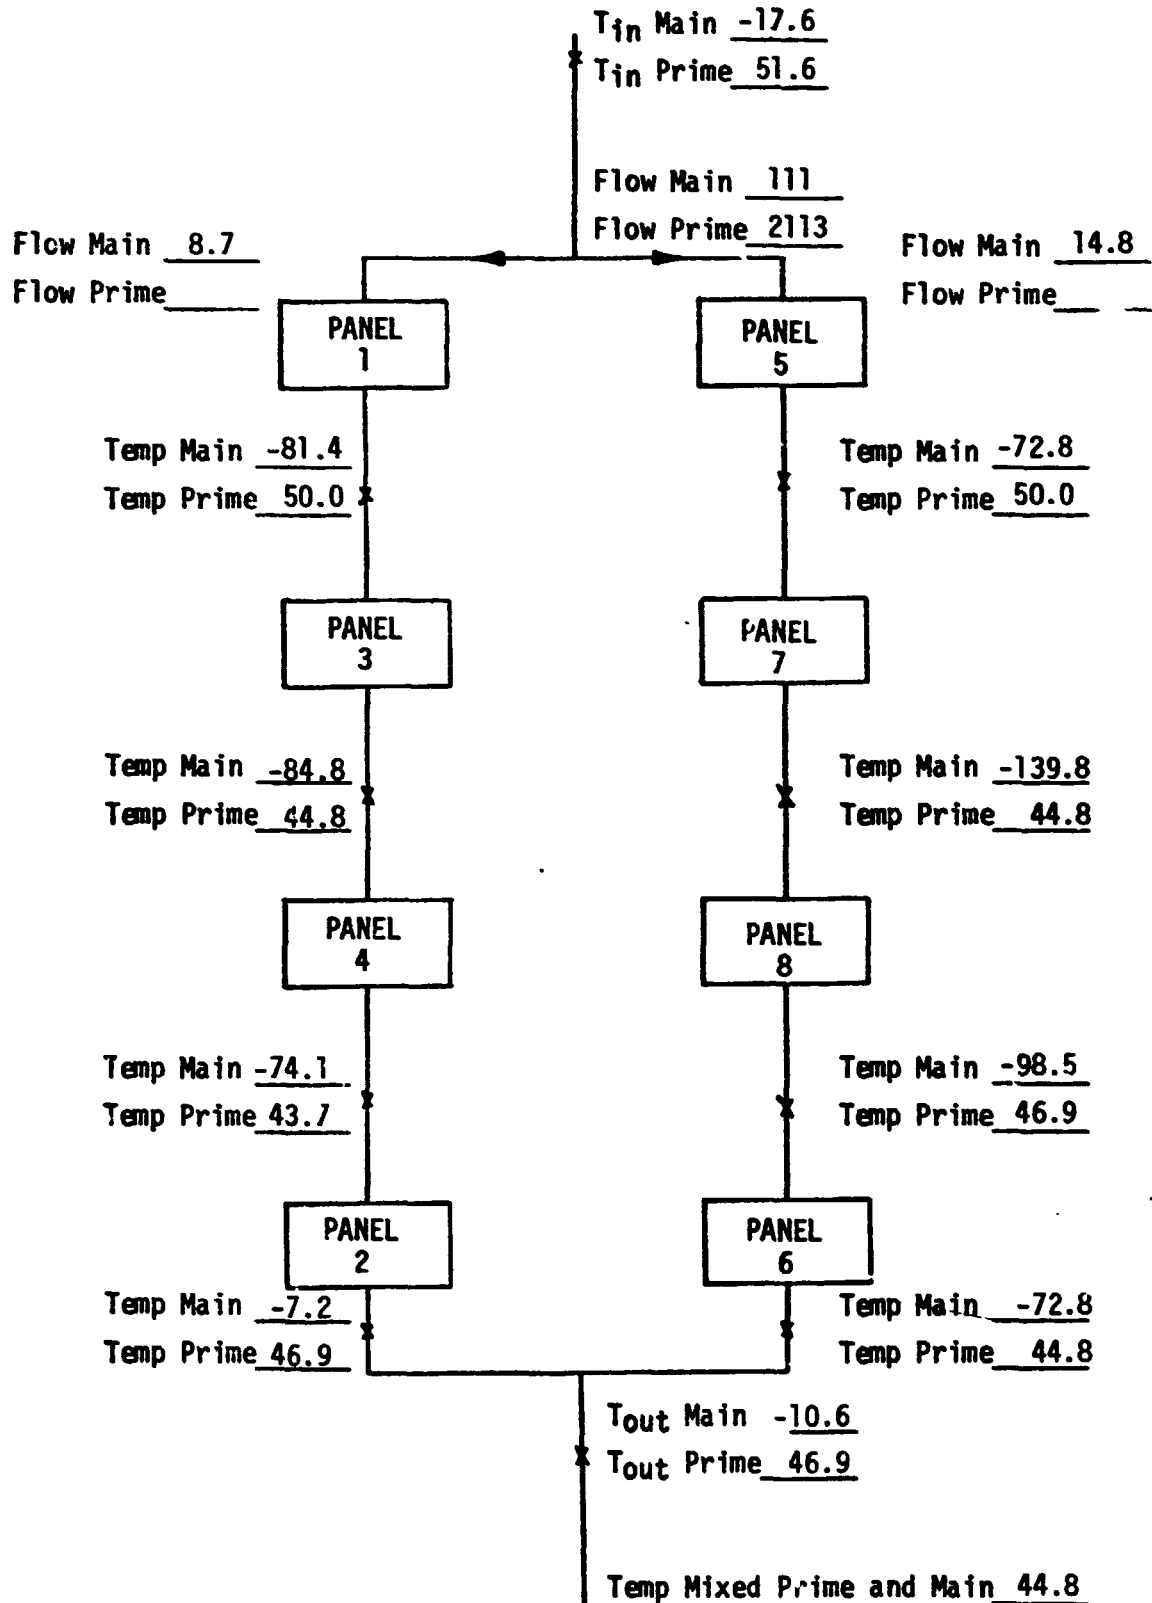 Tin Main -17.6
Tin Prime 51.6
Flow Main 111
Flow Prime 2113
Flow Main 8.7
Flow Prime
Flow Main 14.8
Flow Prime
PANEL
1
PANEL
5
Temp Main -81.4
Temp Prime 50.0
Temp Main -72.8
Temp Prime 50.0
PANEL
3
PANEL
7
Temp Main -84.8
Temp Prime 44.8
Temp Main -139.8
Temp Prime 44.8
PANEL
4
PANEL
8
Temp Main -74.1
Temp Prime 43.7
Temp Main -98.5
Temp Prime 46.9
PANEL
2
PANEL
6
Temp Main -7.2
Temp Prime 46.9
Temp Main -72.8
Temp Prime 44.8
Tout Main -10.6
Tout Prime 46.9
Temp Mixed Prime and Main 44.8